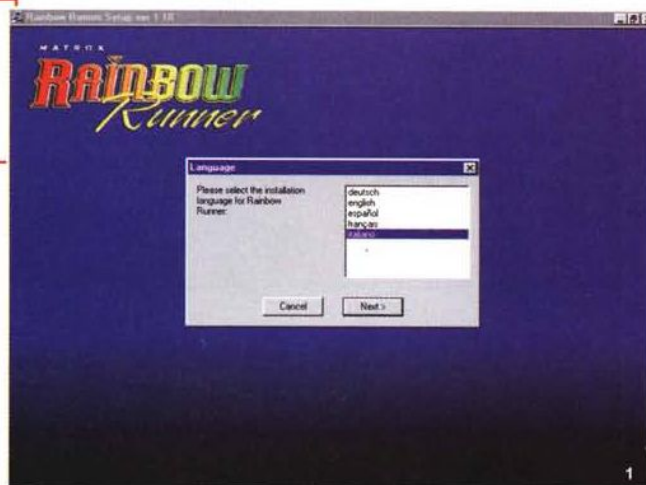 Rainbow Runner Setup ver 1.10
MATROX
RAINBOW
Runner
Language
Please select the installation
language for Rainbow
Runner:
deutsch
english
español
français
italiano
Cancel
Next >
1